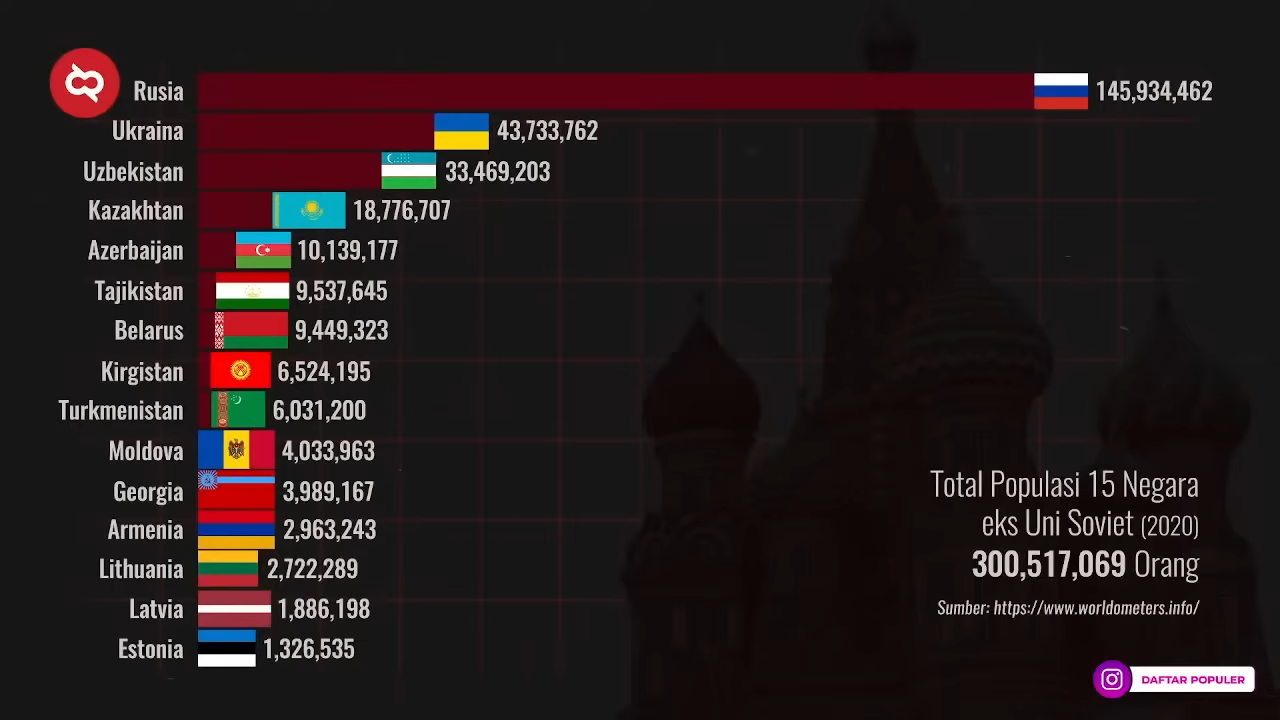 Rusia 145,934,462
Ukraina 43,733,762
Uzbekistan 33,469,203
Kazakhtan 18,776,707
Azerbaijan 10,139,177
Tajikistan 9,537,645
Belarus 9,449,323
Kirgistan 6,524,195
Turkmenistan 6,031,200
Moldova 4,033,963
Georgia 3,989,167
Armenia 2,963,243
Lithuania 2,722,289
Latvia 1,886,198
Estonia 1,326,535
Total Populasi 15 Negara
eks Uni Soviet (2020)
300,517,069 Orang
Sumber: https://www.worldometers.info/
DAFTAR POPULER